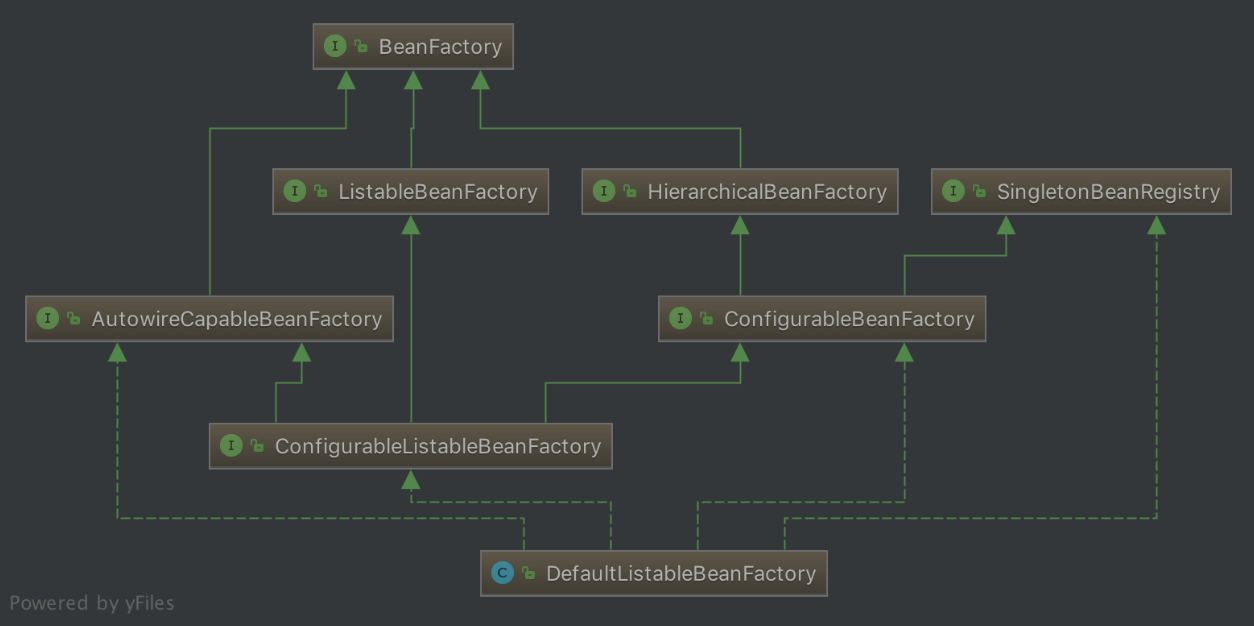 I BeanFactory
I ListableBeanFactory
I HierarchicalBeanFactory
I SingletonBeanRegistry
I AutowireCapableBeanFactory
I ConfigurableBeanFactory
I ConfigurableListableBeanFactory
C DefaultListableBeanFactory
Powered by yFiles